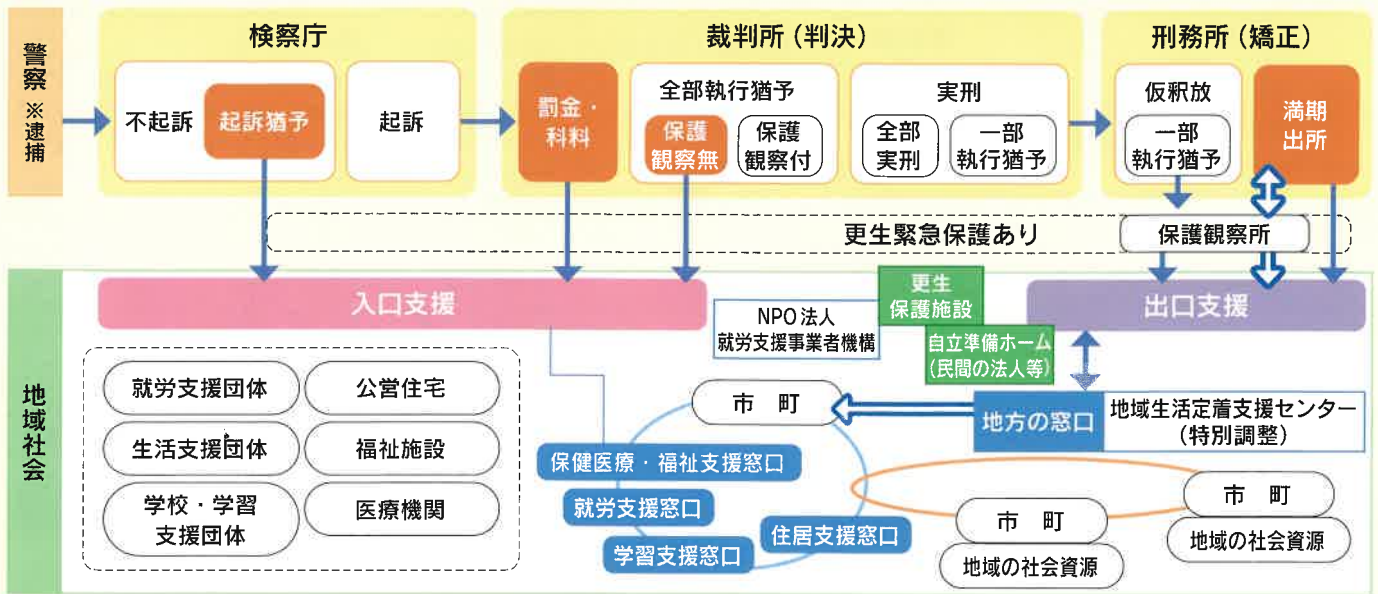 警察
※逮捕
検察庁
不起訴
起訴猶予
起訴
裁判所(判決)
罰金・
科料
全部執行猶予
保護
観察無
保護
観察付
実刑
全部
実刑
一部
執行猶予
刑務所(矯正)
仮釈放
一部
執行猶予
満期
出所
更生緊急保護あり
保護観察所
地域社会
入口支援
更生
保護施設
出口支援
NPO法人
就労支援事業者機構
自立準備ホーム
(民間の法人等)
就労支援団体
公営住宅
生活支援団体
福祉施設
学校・学習
支援団体
医療機関
市 町
地方の窓口
地域生活定着支援センター
(特別調整)
保健医療・福祉支援窓口
就労支援窓口
学習支援窓口
住居支援窓口
市 町
地域の社会資源
市 町
地域の社会資源